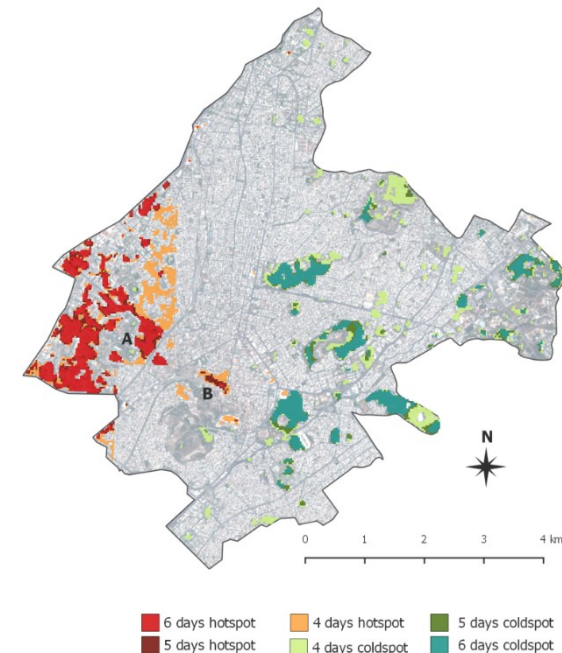 A
B
N
0 1 2 3 4 km
6 days hotspot 4 days hotspot 5 days coldspot
5 days hotspot 4 days coldspot 6 days coldspot